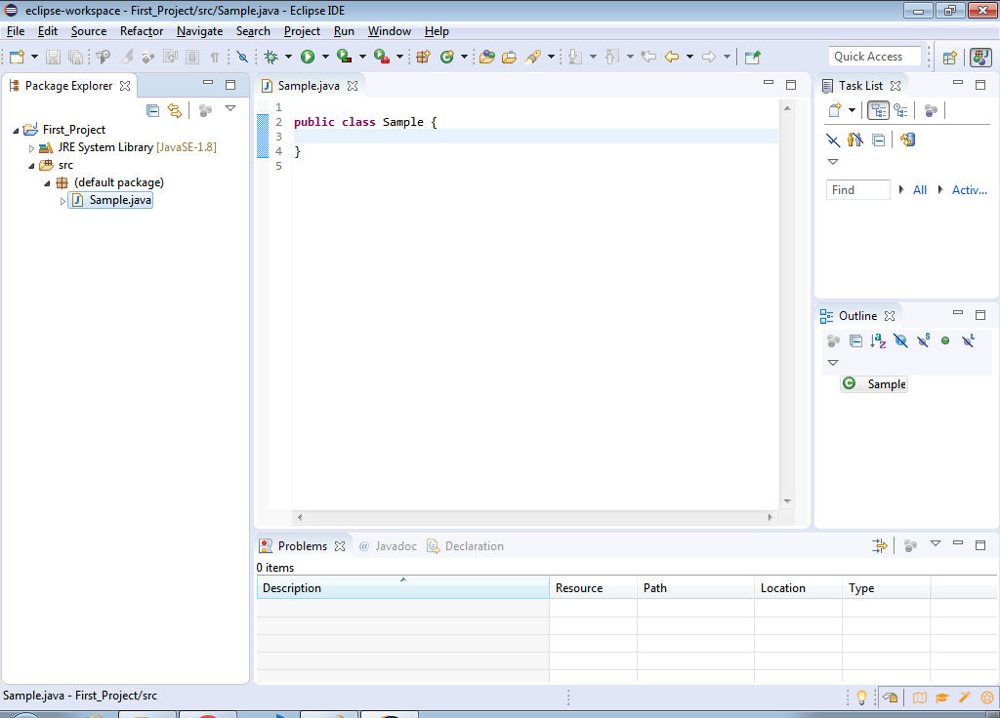 eclipse-workspace - First_Project/src/Sample.java - Eclipse IDE
File Edit Source Refactor Navigate Search Project Run Window Help
Quick Access
Package Explorer
First_Project
JRE System Library [JavaSE-1.8]
src
(default package)
Sample.java
Sample.java
1
2 public class Sample {
3
4 }
5
Task List
Find All Activ...
Outline
Sample
Problems @ Javadoc Declaration
0 items
Description Resource Path Location Type
Sample.java - First_Project/src